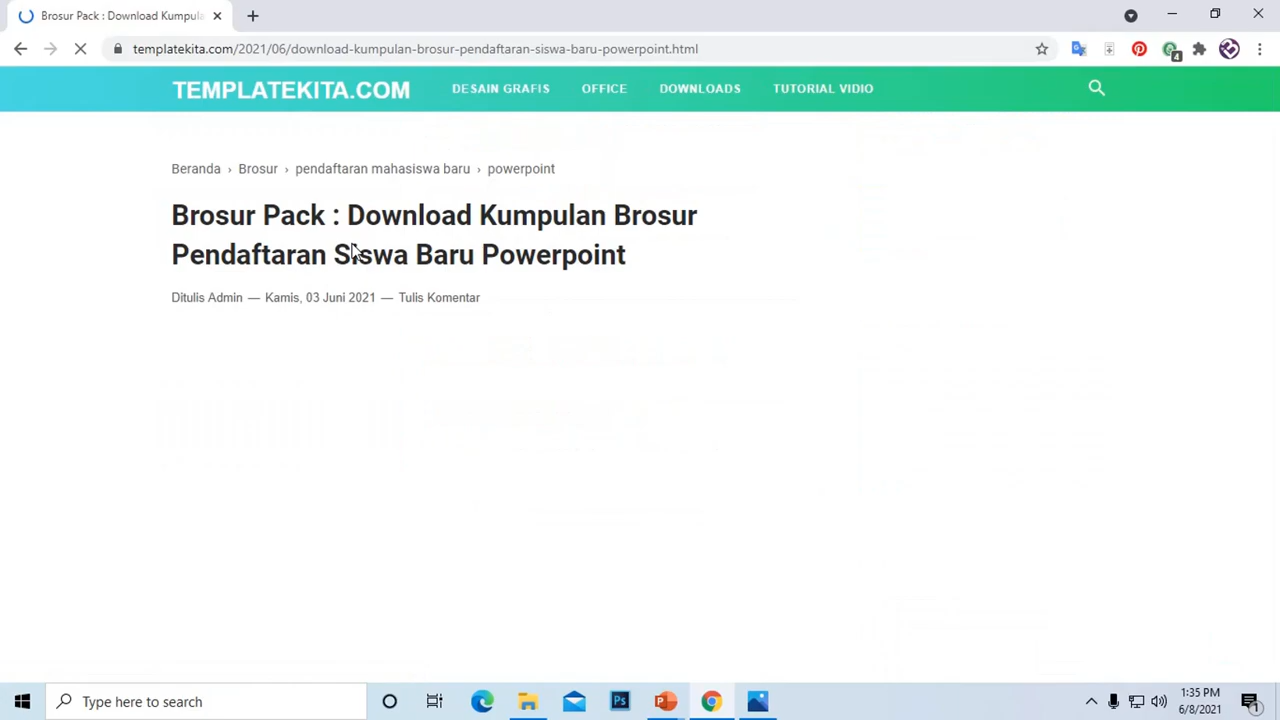 Brosur Pack : Download Kumpula
templatekita.com/2021/06/download-kumpulan-brosur-pendaftaran-siswa-baru-powerpoint.html
4
TEMPLATEKITA.COM DESAIN GRAFIS OFFICE DOWNLOADS TUTORIAL VIDIO
Beranda › Brosur › pendaftaran mahasiswa baru › powerpoint
Brosur Pack : Download Kumpulan Brosur
Pendaftaran Siswa Baru Powerpoint
Ditulis Admin — Kamis, 03 Juni 2021 — Tulis Komentar
Type here to search
Ps
1:35 PM
6/8/2021
1